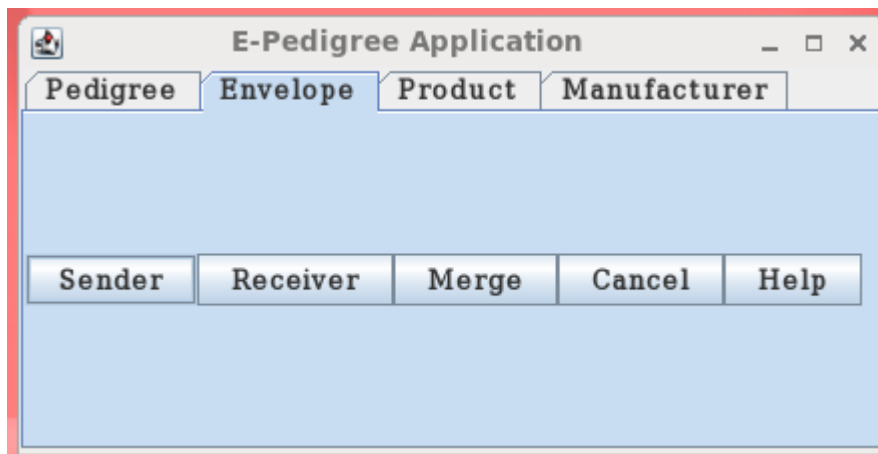 E-Pedigree Application
Pedigree Envelope Product Manufacturer
Sender Receiver Merge Cancel Help